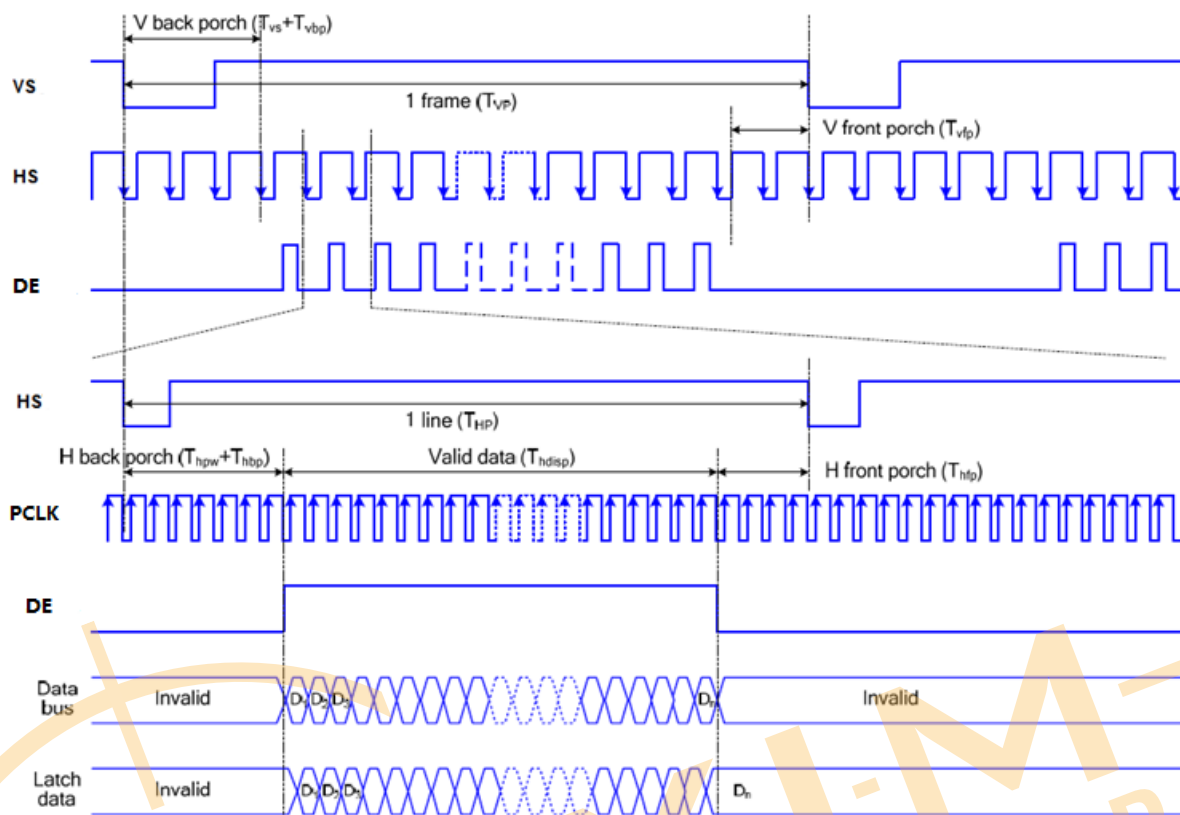 V back porch (Tvs+Tvbp)
VS
1 frame (TVP)
V front porch (Tvfp)
HS
DE
HS
1 line (THP)
H back porch (Thpw+Thbp)
Valid data (Thdisp)
H front porch (Thfp)
PCLK
DE
Data
bus
Invalid
D1 D2 D3
Dn
Invalid
Latch
data
Invalid
D1 D2 D3
Dn